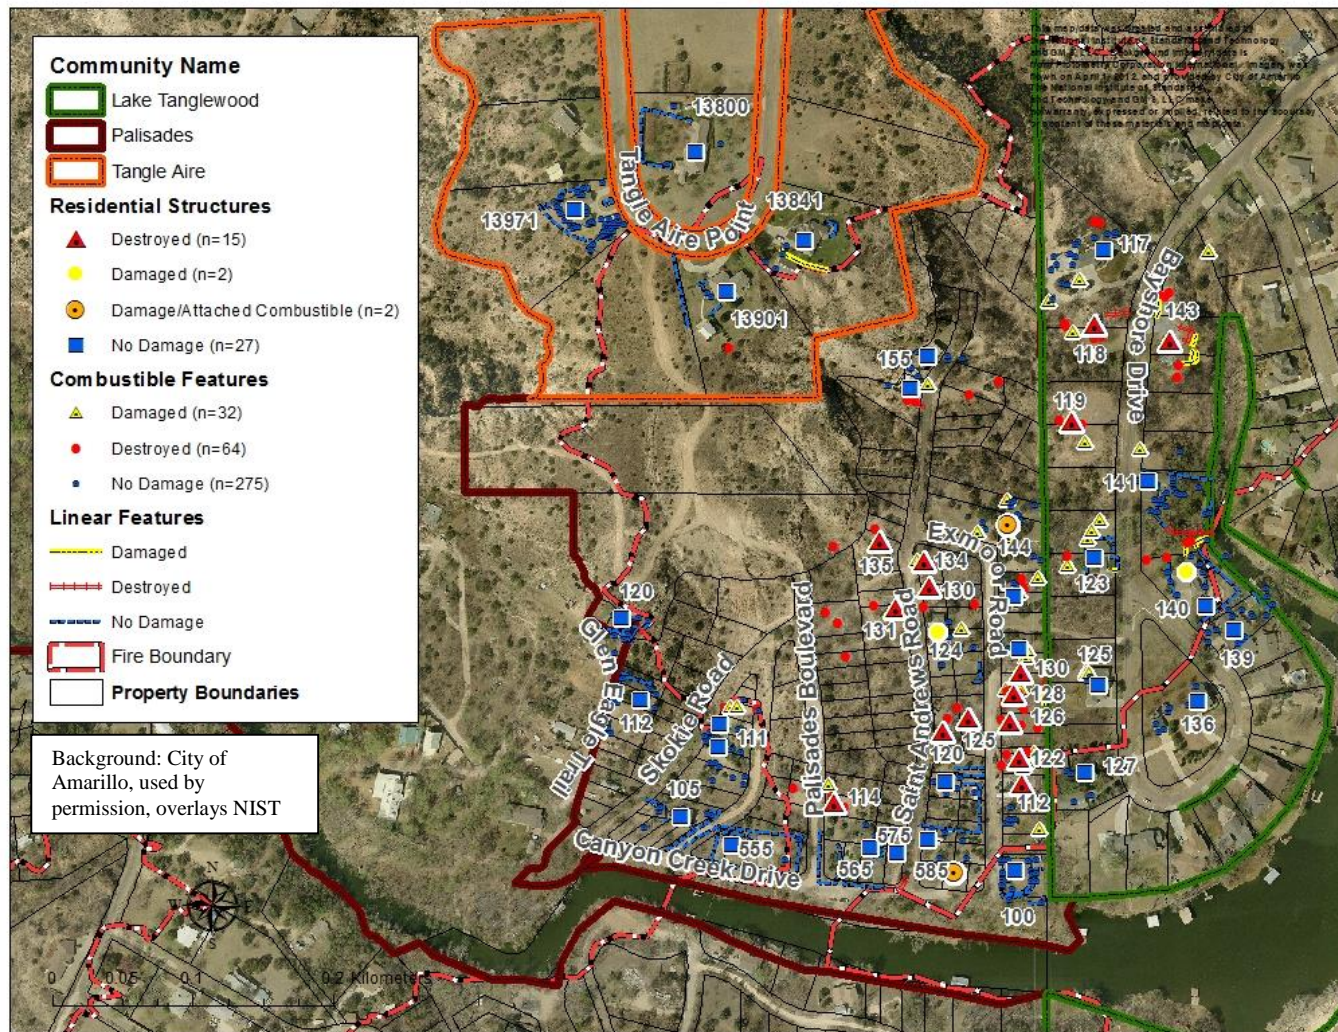 Community Name
Lake Tanglewood
Palisades
Tangle Aire
Residential Structures
Destroyed (n=15)
Damaged (n=2)
Damage/Attached Combustible (n=2)
No Damage (n=27)
Combustible Features
Damaged (n=32)
Destroyed (n=64)
No Damage (n=275)
Linear Features
Damaged
Destroyed
No Damage
Fire Boundary
Property Boundaries
Background: City of
Amarillo, used by
permission, overlays NIST
N
W E
S
0 0.05 0.1 0.2 Kilometers
13800
Tangle Aire Point
13971
13841
13901
117
Bayshore Drive
143
118
155
119
141
Exmoor Road
144
135
134
123
130
120
131
124
140
139
Glen Eagle Trail
Skokie Road
Palisades Boulevard
Saint Andrews Road
130
125
128
136
112
126
111
125
120
122
127
105
114
112
575
555
565
585
Canyon Creek Drive
100